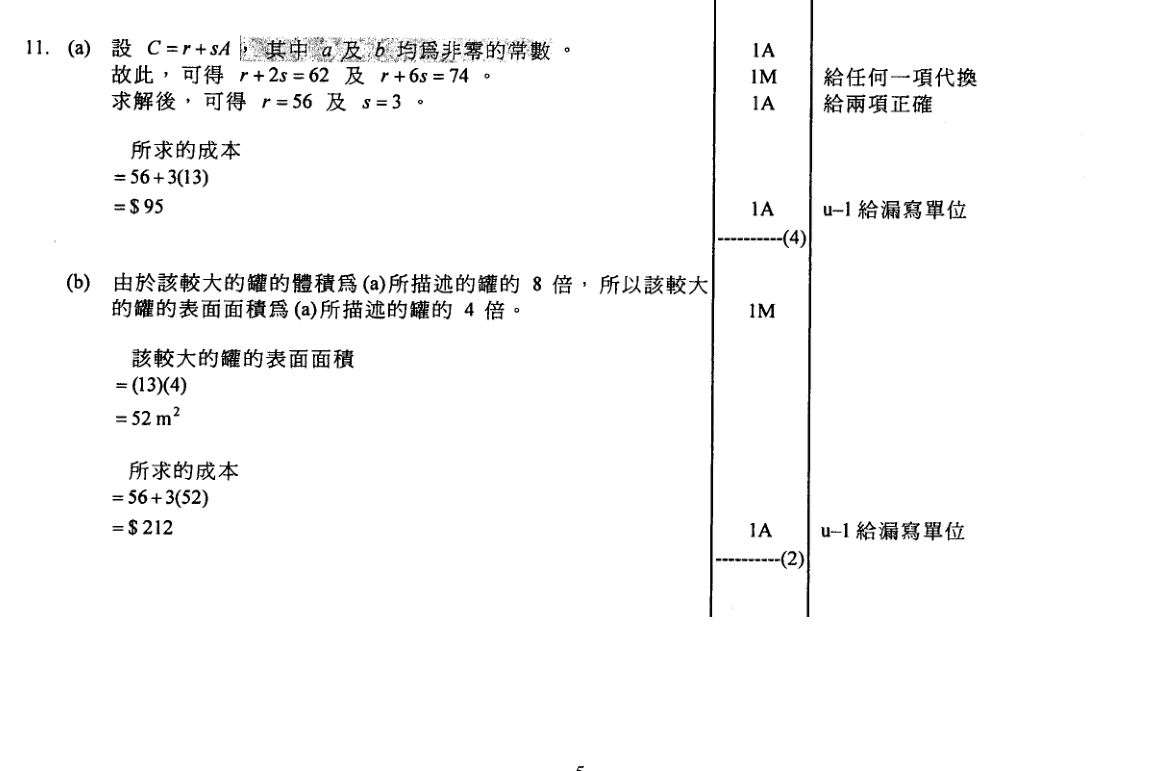 11. (a) 設 C = r + sA , 其中 a 及 b 均為非零的常數 。 1A
故此，可得 r + 2s = 62 及 r + 6s = 74 。 1M 給任何一項代換
求解後，可得 r = 56 及 s = 3 。 1A 給兩項正確
所求的成本
= 56 + 3(13)
= $ 95 1A u–1 給漏寫單位
----------(4)
(b) 由於該較大的罐的體積爲 (a)所描述的罐的 8 倍，所以該較大
的罐的表面面積爲 (a)所描述的罐的 4 倍。 1M
該較大的罐的表面面積
= (13)(4)
= 52 m²
所求的成本
= 56 + 3(52)
= $ 212 1A u–1 給漏寫單位
----------(2)